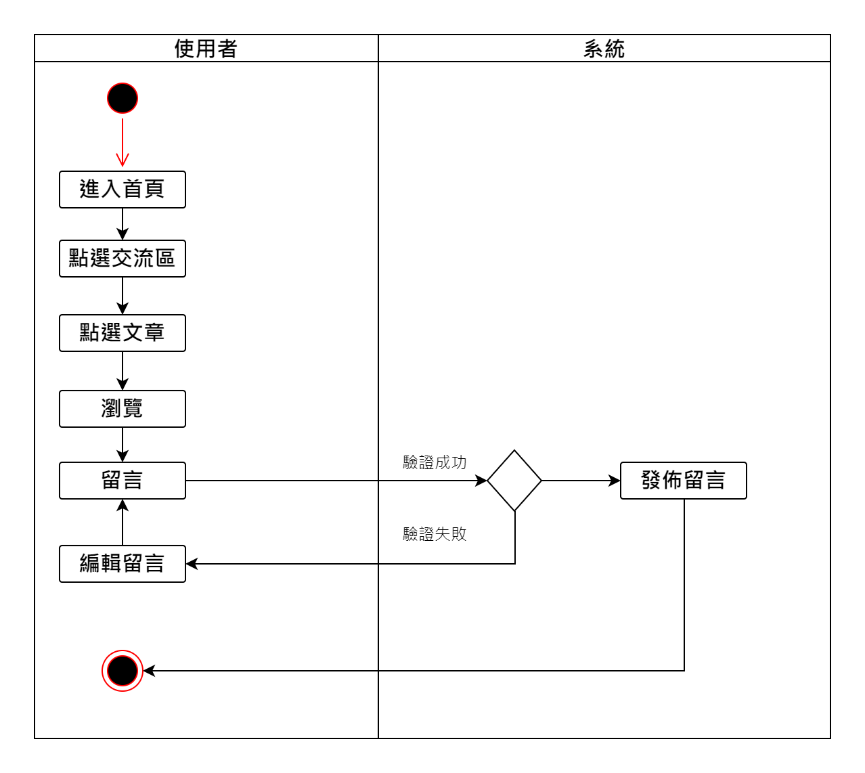 使用者
系統
進入首頁
點選交流區
點選文章
瀏覽
驗證成功
留言
發佈留言
驗證失敗
編輯留言